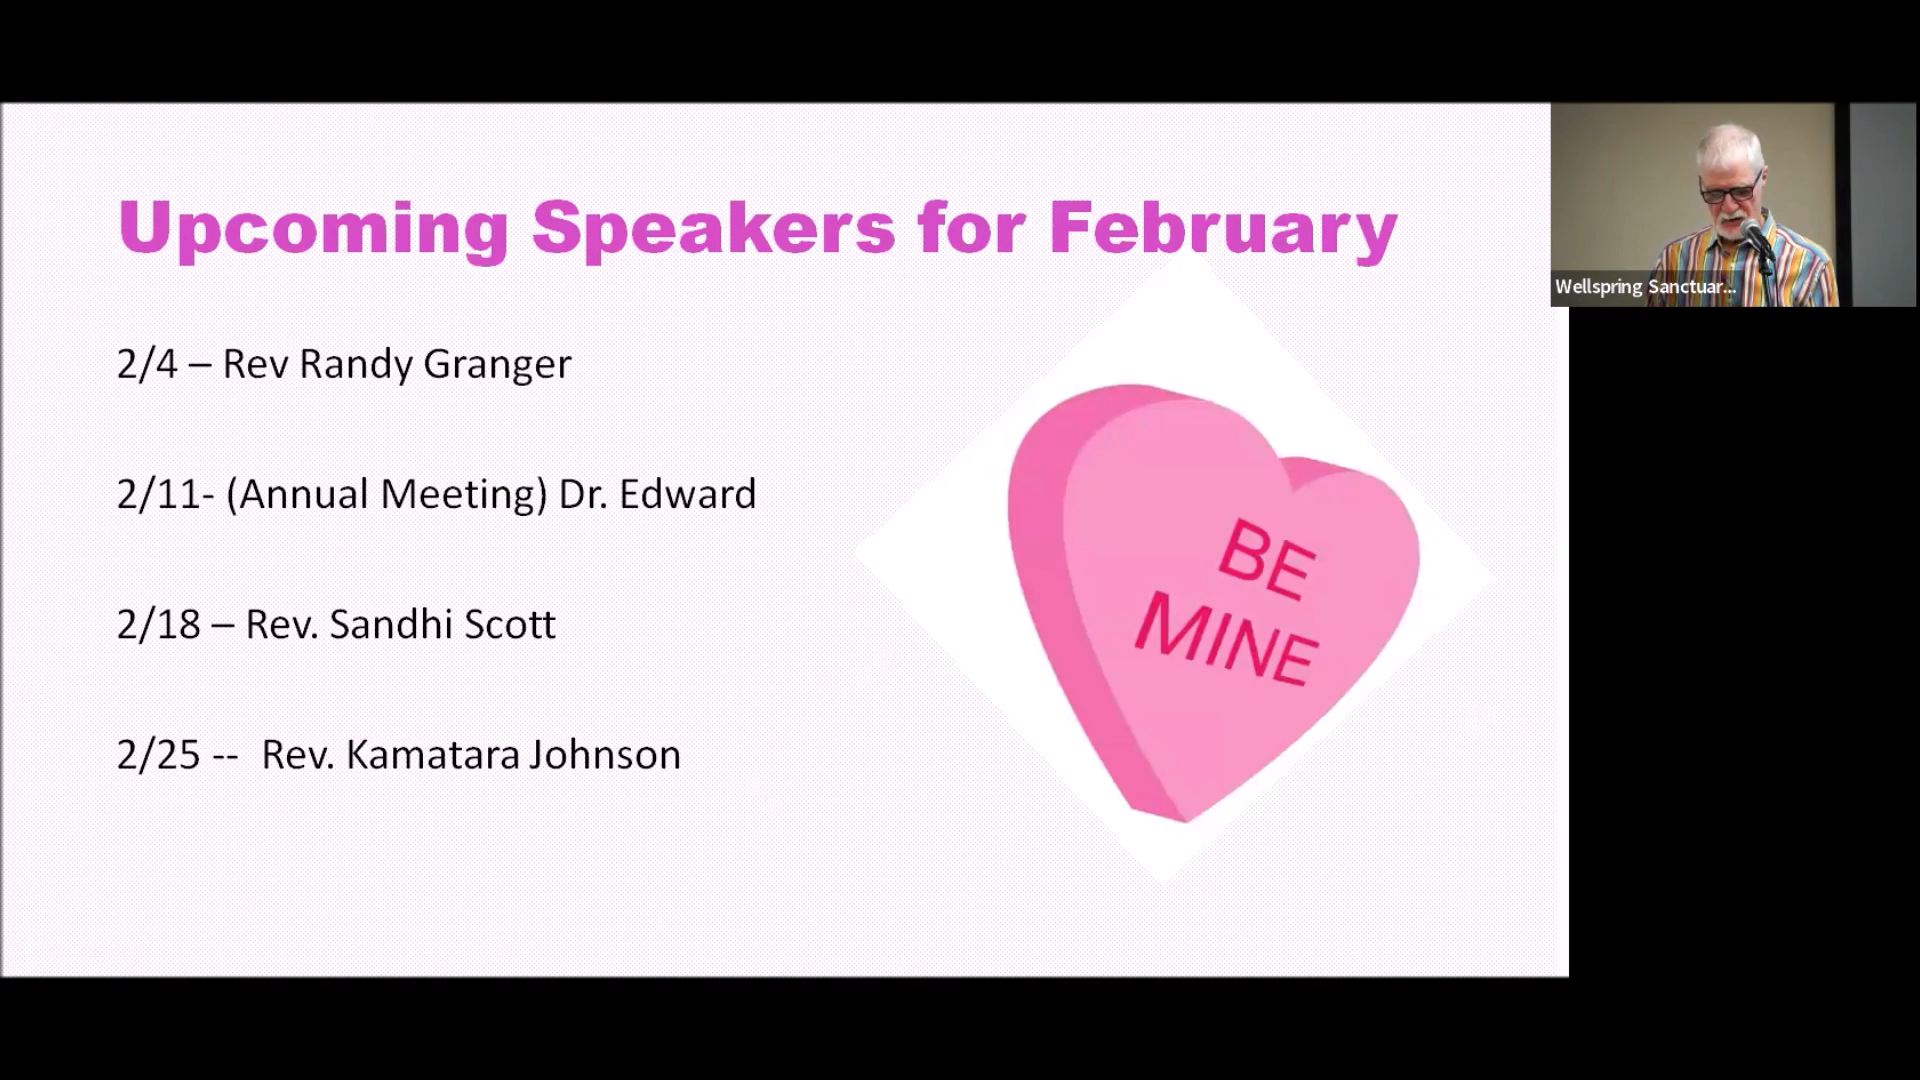 Upcoming Speakers for February
Wellspring Sanctuar...
2/4 – Rev Randy Granger
2/11- (Annual Meeting) Dr. Edward
2/18 – Rev. Sandhi Scott
2/25 -- Rev. Kamatara Johnson
BE
MINE